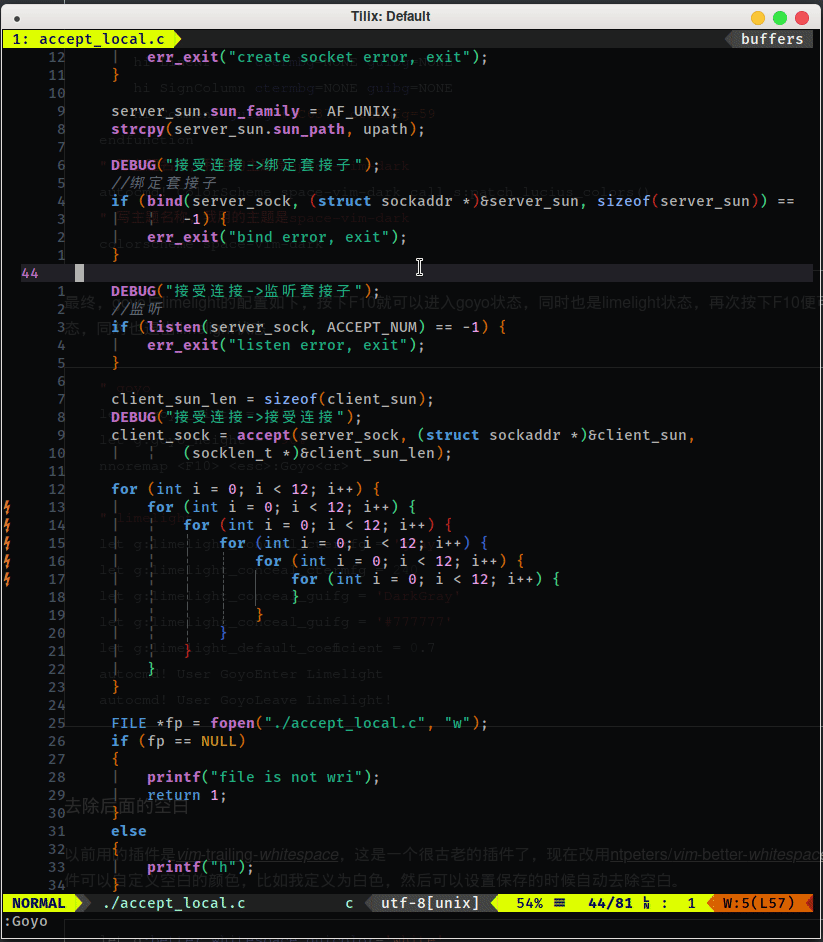 Tilix: Default
1: accept_local.c buffers
12 err_exit("create socket error, exit");
11 }
10
9 server_sun.sun_family = AF_UNIX;
8 strcpy(server_sun.sun_path, upath);
7
6 DEBUG("接受连接->绑定套接子");
5 //绑定套接子
4 if (bind(server_sock, (struct sockaddr *)&server_sun, sizeof(server_sun)) ==
3 -1) {
2 err_exit("bind error, exit");
1 }
44
1 DEBUG("接受连接->监听套接子");
2 //监听
3 if (listen(server_sock, ACCEPT_NUM) == -1) {
4 err_exit("listen error, exit");
5 }
6
7 client_sun_len = sizeof(client_sun);
8 DEBUG("接受连接->接受连接");
9 client_sock = accept(server_sock, (struct sockaddr *)&client_sun,
10 (socklen_t *)&client_sun_len);
11
12 for (int i = 0; i < 12; i++) {
13 for (int i = 0; i < 12; i++) {
14 for (int i = 0; i < 12; i++) {
15 for (int i = 0; i < 12; i++) {
16 for (int i = 0; i < 12; i++) {
17 for (int i = 0; i < 12; i++) {
18 }
19 }
20 }
21 }
22 }
23 }
24
25 FILE *fp = fopen("./accept_local.c", "w");
26 if (fp == NULL)
27 {
28 printf("file is not wri");
29 return 1;
30 }
31 else
32 {
33 printf("h");
34 }
NORMAL ./accept_local.c c utf-8[unix] 54% ☰ 44/81 ㏑ : 1 W:5(L57)
:Goyo